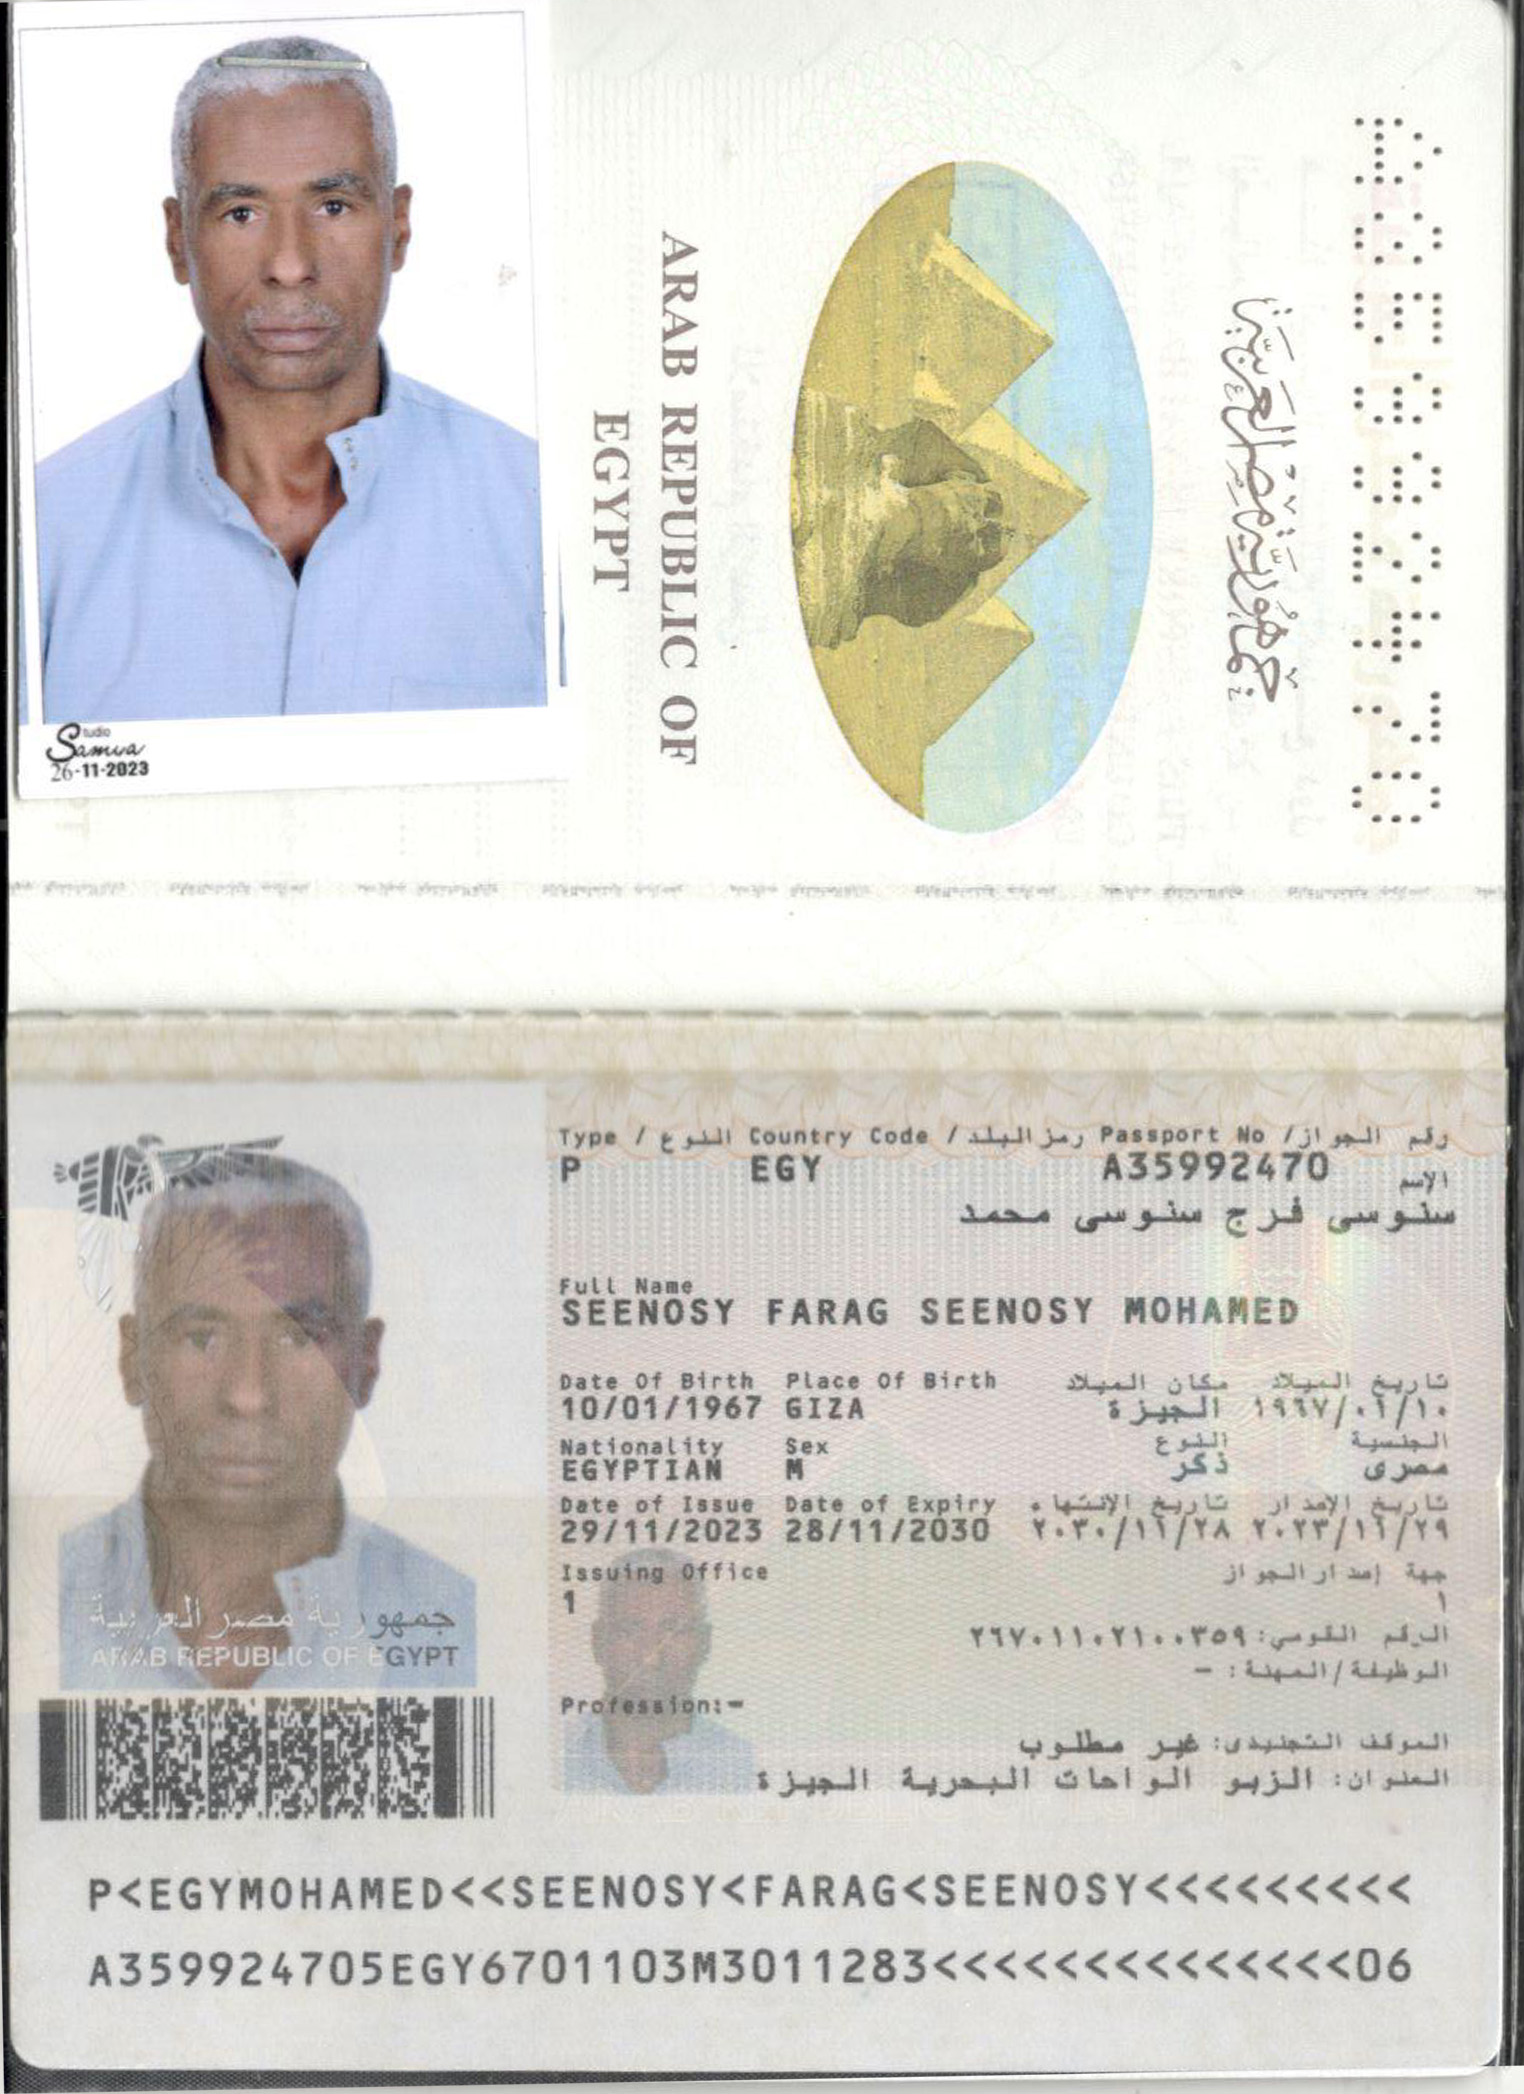 Studio
Samwa
26-11-2023
ARAB REPUBLIC OF
EGYPT
جمهورية مصر العربية
A35992470
Type / النوع Country Code / رمز البلد Passport No / رقم الجواز
P EGY A35992470
الإسم
سنوسى فرج سنوسى محمد
Full Name
SEENOSY FARAG SEENOSY MOHAMED
Date Of Birth Place Of Birth مكان الميلاد تاريخ الميلاد
10/01/1967 GIZA الجيزة ١٩٦٧/٠١/١٠
Nationality Sex النوع الجنسية
EGYPTIAN M ذكر مصرى
Date of Issue Date of Expiry تاريخ الإنتهاء تاريخ الإصدار
29/11/2023 28/11/2030 ٢٠٣٠/١١/٢٨ ٢٠٢٣/١١/٢٩
Issuing Office جهة إصدار الجواز
1 ١
الرقم القومي: ٢٦٧٠١١٠٢١٠٠٣٥٩
الوظيفة/المهنة: -
Profession:-
الموقف التجنيدى: غير مطلوب
العنوان: الزبو الواحات البحرية الجيزة
جمهورية مصر العربية
ARAB REPUBLIC OF EGYPT
P<EGYMOHAMED<<SEENOSY<FARAG<SEENOSY<<<<<<<<<
A359924705EGY6701103M3011283<<<<<<<<<<<<<<06